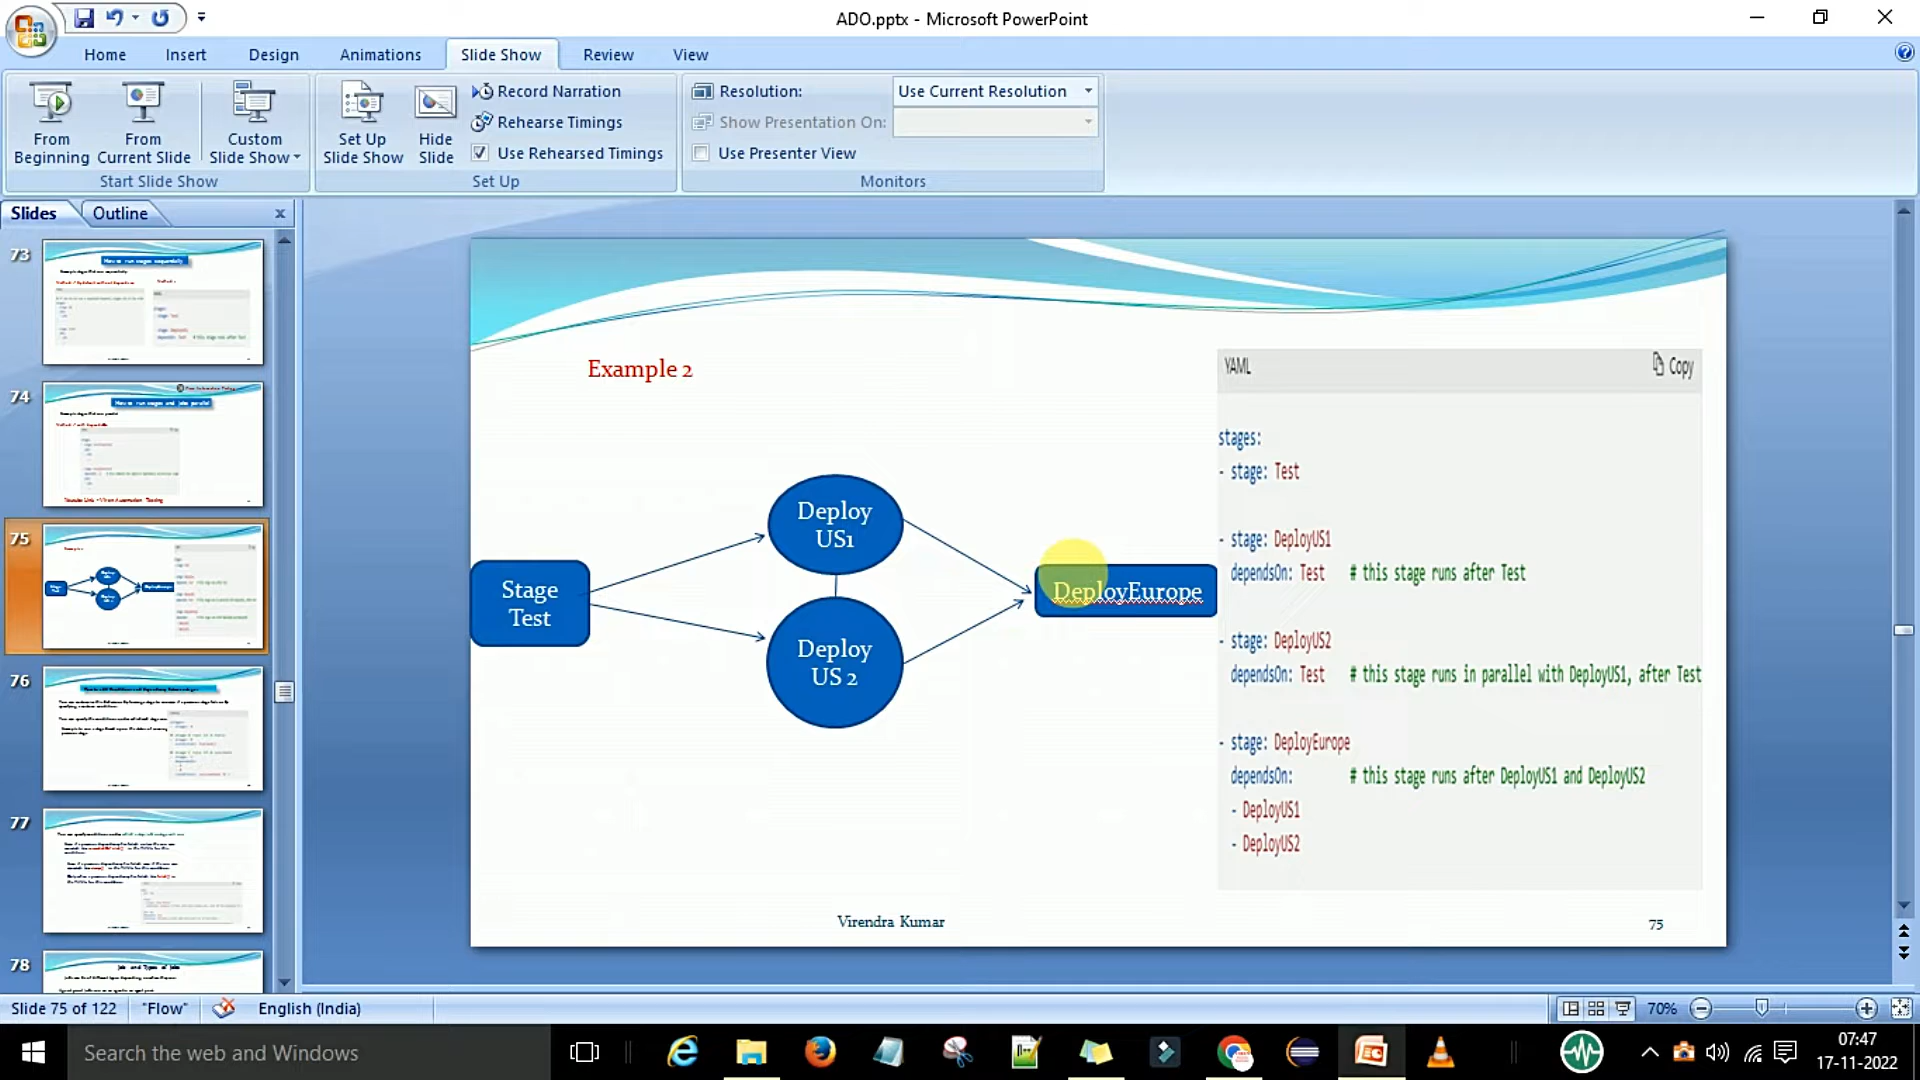 ADO.pptx - Microsoft PowerPoint
Home
Insert
Design
Animations
Slide Show
Review
View
From Beginning
From Current Slide
Custom Slide Show
Start Slide Show
Set Up Slide Show
Hide Slide
Record Narration
Rehearse Timings
Use Rehearsed Timings
Set Up
Resolution:
Use Current Resolution
Show Presentation On:
Use Presenter View
Monitors
Slides
Outline
x
73
74
75
76
77
78
Example 2
Stage
Test
Deploy
US1
Deploy
US 2
DeployEurope
YAML
Copy
stages:
- stage: Test
- stage: DeployUS1
dependsOn: Test # this stage runs after Test
- stage: DeployUS2
dependsOn: Test # this stage runs in parallel with DeployUS1, after Test
- stage: DeployEurope
dependsOn: # this stage runs after DeployUS1 and DeployUS2
- DeployUS1
- DeployUS2
Virendra Kumar
75
Slide 75 of 122
"Flow"
English (India)
70%
Search the web and Windows
07:47
17-11-2022